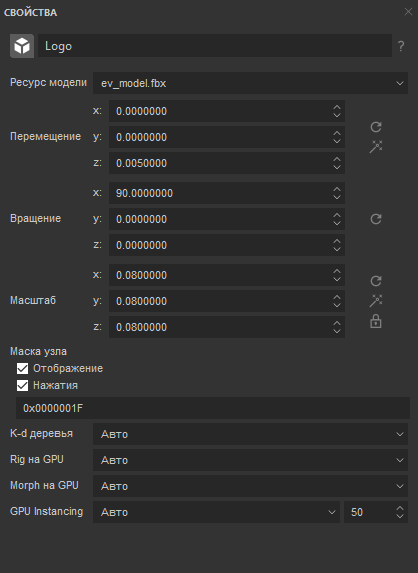 СВОЙСТВА
Logo ?
Ресурс модели ev_model.fbx
x: 0.0000000
Перемещение y: 0.0000000
z: 0.0050000
x: 90.0000000
Вращение y: 0.0000000
z: 0.0000000
x: 0.0800000
Масштаб y: 0.0800000
z: 0.0800000
Маска узла
Отображение
Нажатия
0x0000001F
K-d деревья Авто
Rig на GPU Авто
Morph на GPU Авто
GPU Instancing Авто 50